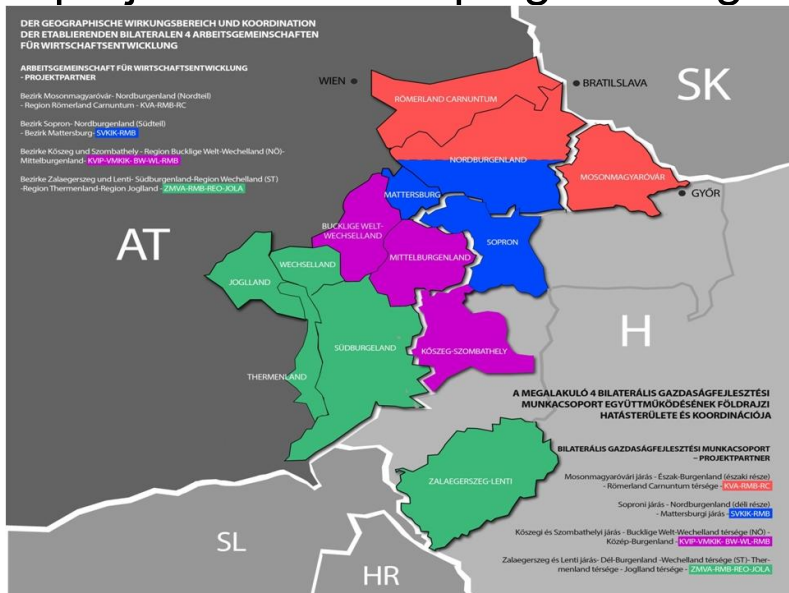 DER GEOGRAPHISCHE WIRKUNGSBEREICH UND KOORDINATION
DER ETABLIERENDEN BILATERALEN 4 ARBEITSGEMEINSCHAFTEN
FÜR WIRTSCHAFTSENTWICKLUNG
ARBEITSGEMEINSCHAFT FÜR WIRTSCHAFTSENTWICKLUNG
- PROJEKTPARTNER
Bezirk Mosonmagyaróvár- Nordburgenland (Nordteil)
- Region Römerland Carnuntum - KVA-RMB-RC
Bezirk Sopron- Nordburgenland (Südteil)
- Bezirk Mattersburg- SVKIK-RMB
Bezirke Kőszeg und Szombathely - Region Bucklige Welt-Wechelland (NÖ)-
Mittelburgenland- KVIP-VMKIK- BW-WL-RMB
Bezirke Zalaegerszeg und Lenti- Südburgenland-Region Wechelland (ST)
-Region Thermenland-Region Joglland - ZMVA-RMB-REO-JOLA
WIEN
BRATILSLAVA
SK
RÖMERLAND CARNUNTUM
NORDBURGENLAND
MOSONMAGYARÓVÁR
GYŐR
MATTERSBURG
BUCKLIGE WELT-
WECHSELLAND
SOPRON
AT
WECHSELLAND
MITTELBURGENLAND
JOGLLAND
SÜDBURGELAND
KŐSZEG-SZOMBATHELY
H
THERMENLAND
A MEGALAKULÓ 4 BILATERÁLIS GAZDASÁGFEJLESZTÉSI
MUNKACSOPORT EGYÜTTMŰKÖDÉSÉNEK FÖLDRAJZI
HATÁSTERÜLETE ÉS KOORDINÁCIÓJA
ZALAEGERSZEG-LENTI
BILATERÁLIS GAZDASÁGFEJLESZTÉSI MUNKACSOPORT
– PROJEKTPARTNER
Mosonmagyaróvári járás - Észak-Burgenland (északi része)
- Römerland Carnuntum térsége - KVA-RMB-RC
Soproni járás - Nordburgenland (déli része)
- Mattersburgi járás - SVKIK-RMB
Kőszegi és Szombathelyi járás - Bucklige Welt-Wechelland térsége (NÖ) -
Közép-Burgenland - KVIP-VMKIK- BW-WL-RMB
Zalaegerszeg és Lenti járás- Dél-Burgenland -Wechelland térsége (ST)- Ther-
menland térsége - Joglland térsége - ZMVA-RMB-REO-JOLA
SL
HR